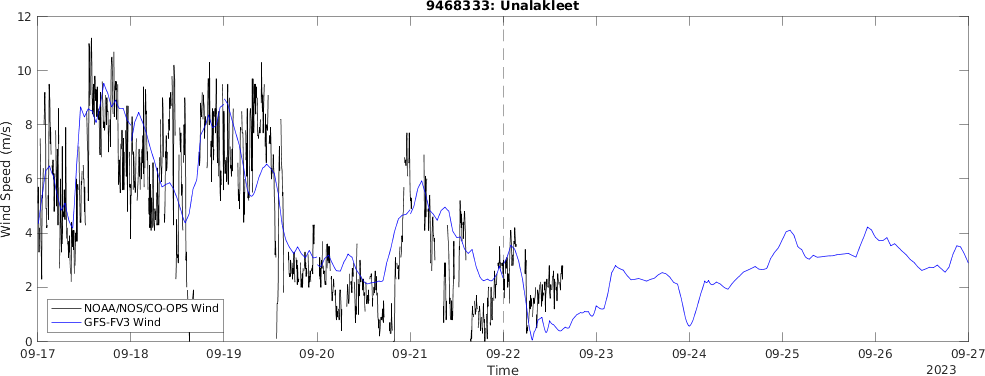 9468333: Unalakleet
12
10
8
6
4
2
0
Wind Speed (m/s)
NOAA/NOS/CO-OPS Wind
GFS-FV3 Wind
09-17 09-18 09-19 09-20 09-21 09-22 09-23 09-24 09-25 09-26 09-27
Time
2023